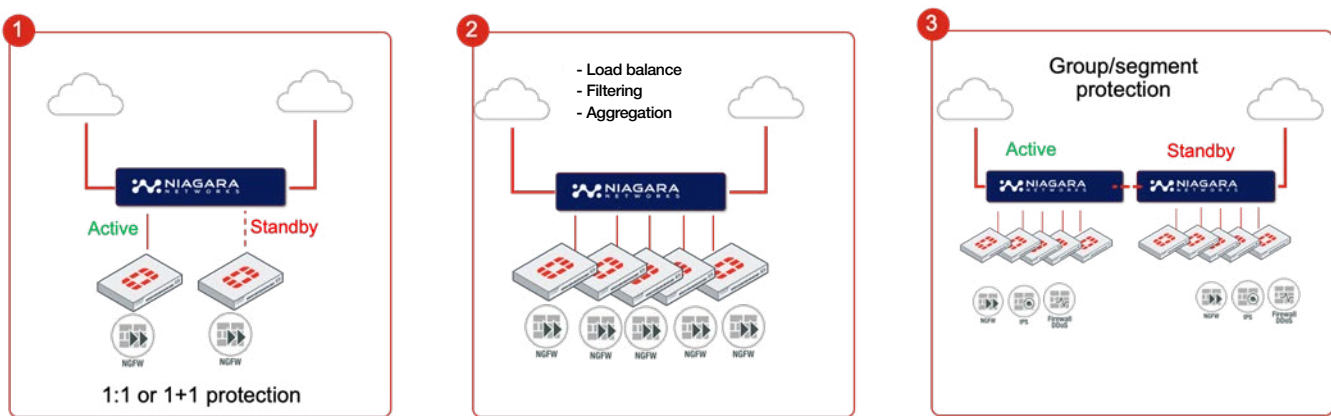 1
NIAGARA
NETWORKS
Active
Standby
NGFW
NGFW
1:1 or 1+1 protection
2
- Load balance
- Filtering
- Aggregation
NIAGARA
NETWORKS
NGFW
NGFW
NGFW
NGFW
NGFW
3
Group/segment
protection
Active
Standby
NIAGARA
NETWORKS
NIAGARA
NETWORKS
NGFW
IPS
Firewall
DDoS
NGFW
IPS
Firewall
DDoS